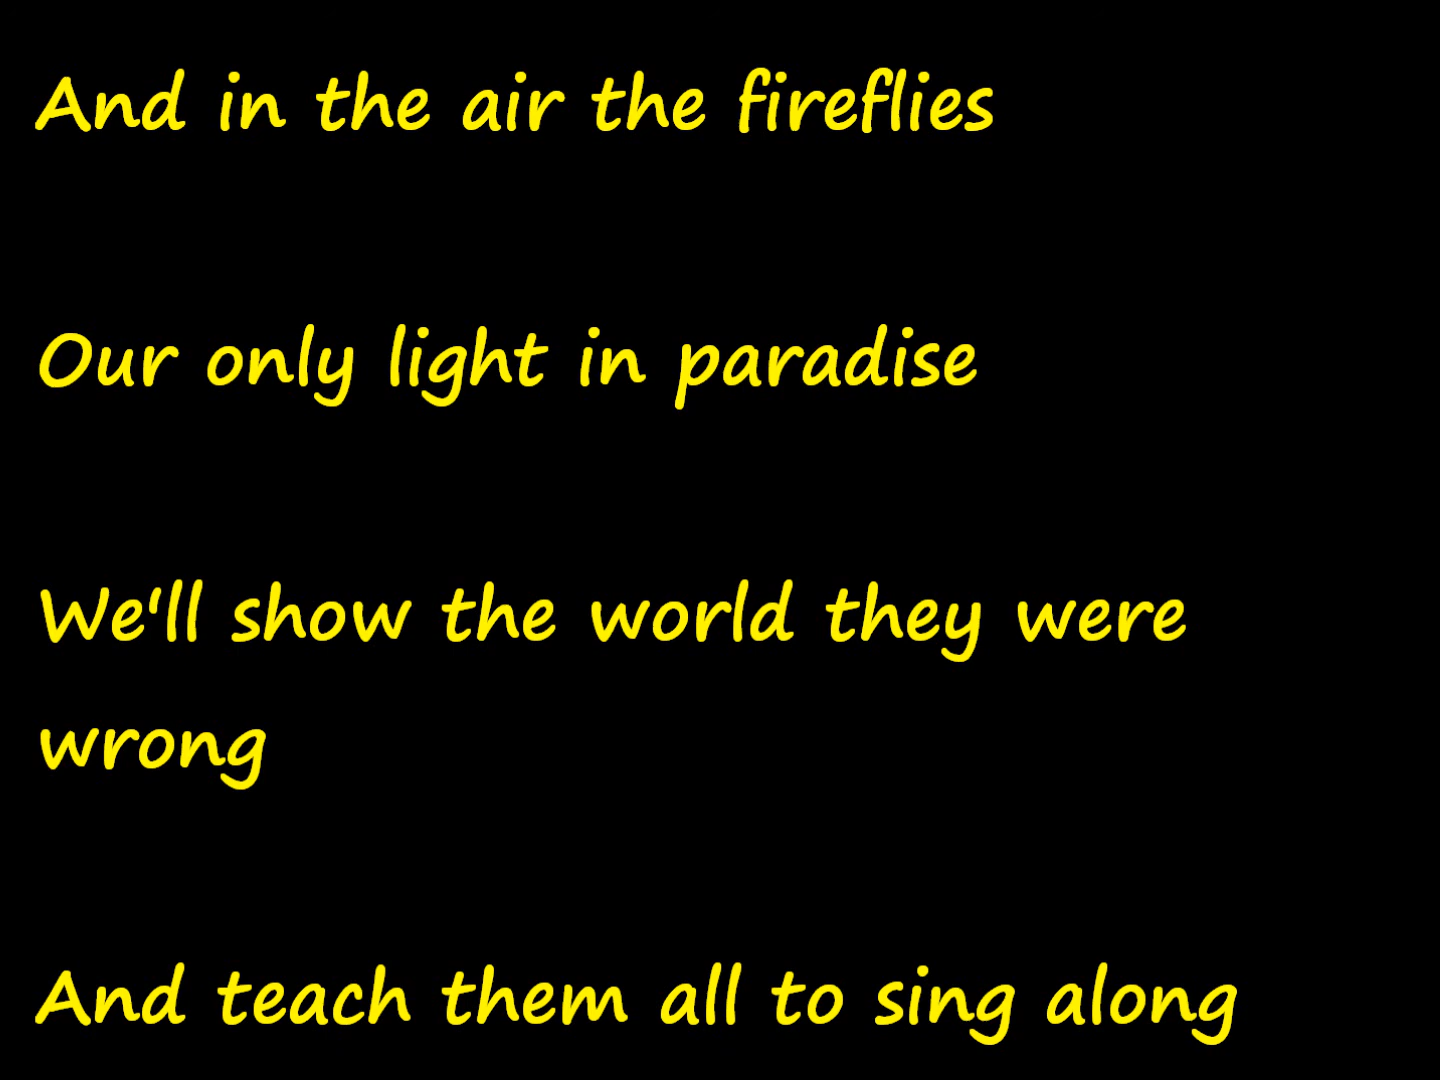 And in the air the fireflies
Our only light in paradise
We'll show the world they were
wrong
And teach them all to sing along